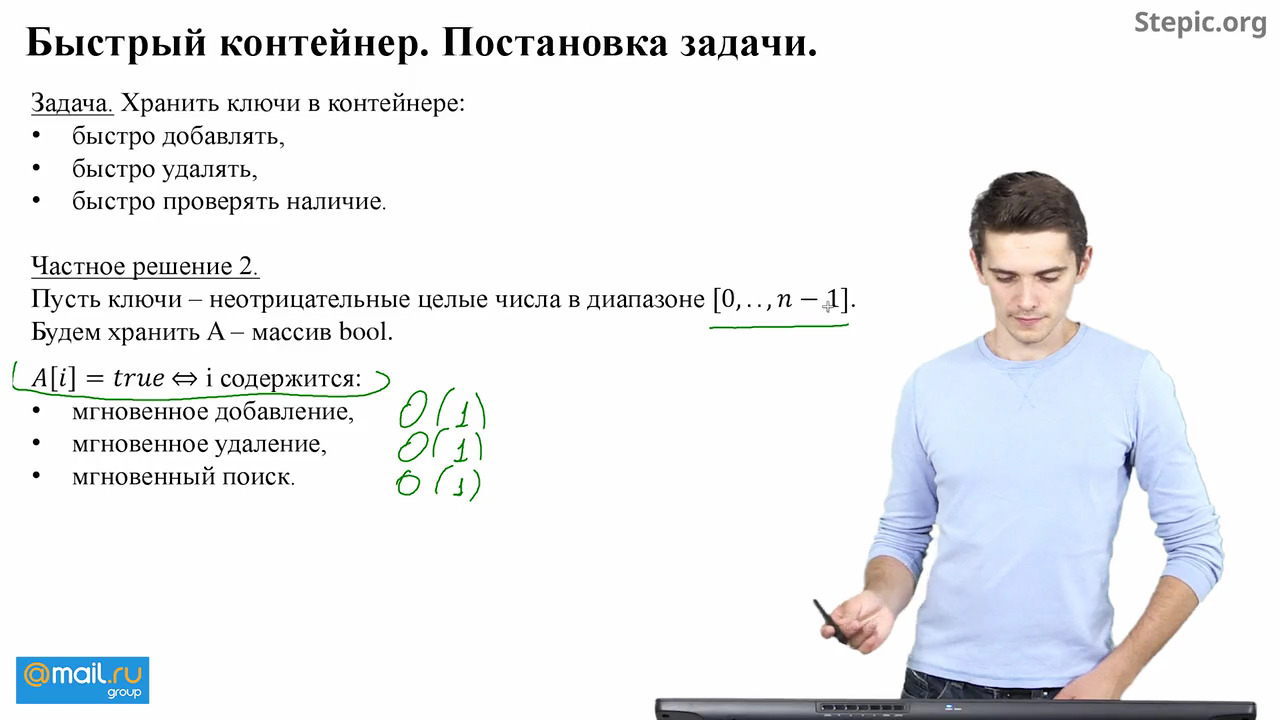 Stepic.org
Быстрый контейнер. Постановка задачи.
Задача. Хранить ключи в контейнере:
• быстро добавлять,
• быстро удалять,
• быстро проверять наличие.
Частное решение 2.
Пусть ключи – неотрицательные целые числа в диапазоне [0, . . , n − 1].
Будем хранить A – массив bool.
A[i] = true ⇔ i содержится:
• мгновенное добавление, O(1)
• мгновенное удаление, O(1)
• мгновенный поиск. O(1)
@mail.ru
group